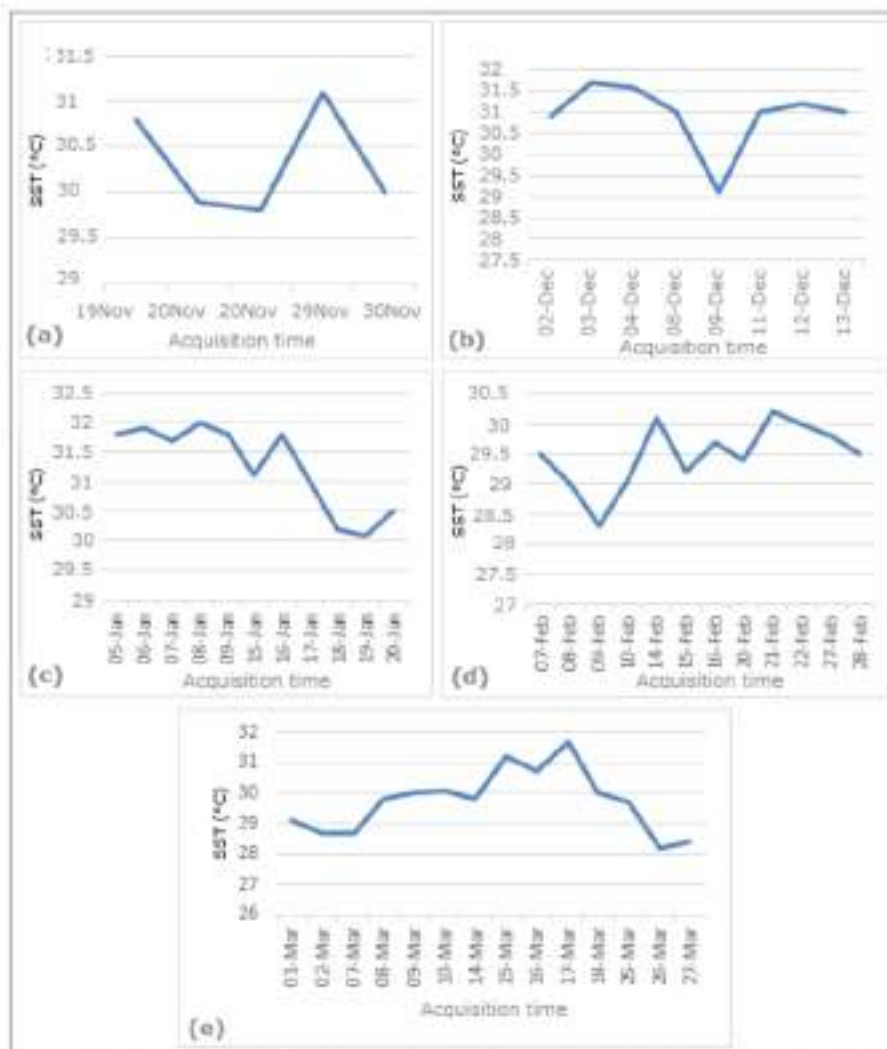 31.5
31
30.5
30
29.5
29
SST (°C)
19Nov 20Nov 20Nov 29Nov 30Nov
Acquisition time
(a)
32
31.5
31
30.5
30
29.5
29
28.5
28
27.5
SST (°C)
02-Dec 03-Dec 04-Dec 08-Dec 09-Dec 11-Dec 12-Dec 13-Dec
Acquisition time
(b)
32.5
32
31.5
31
30.5
30
29.5
29
SST (°C)
05-Jan 06-Jan 07-Jan 08-Jan 09-Jan 15-Jan 16-Jan 17-Jan 18-Jan 19-Jan 20-Jan
Acquisition time
(c)
30.5
30
29.5
29
28.5
28
27.5
27
SST (°C)
07-Feb 08-Feb 09-Feb 10-Feb 14-Feb 15-Feb 16-Feb 20-Feb 21-Feb 22-Feb 27-Feb 28-Feb
Acquisition time
(d)
32
31
30
29
28
27
26
SST (°C)
01-Mar 02-Mar 07-Mar 08-Mar 09-Mar 10-Mar 14-Mar 15-Mar 16-Mar 17-Mar 18-Mar 25-Mar 26-Mar 27-Mar
Acquisition time
(e)